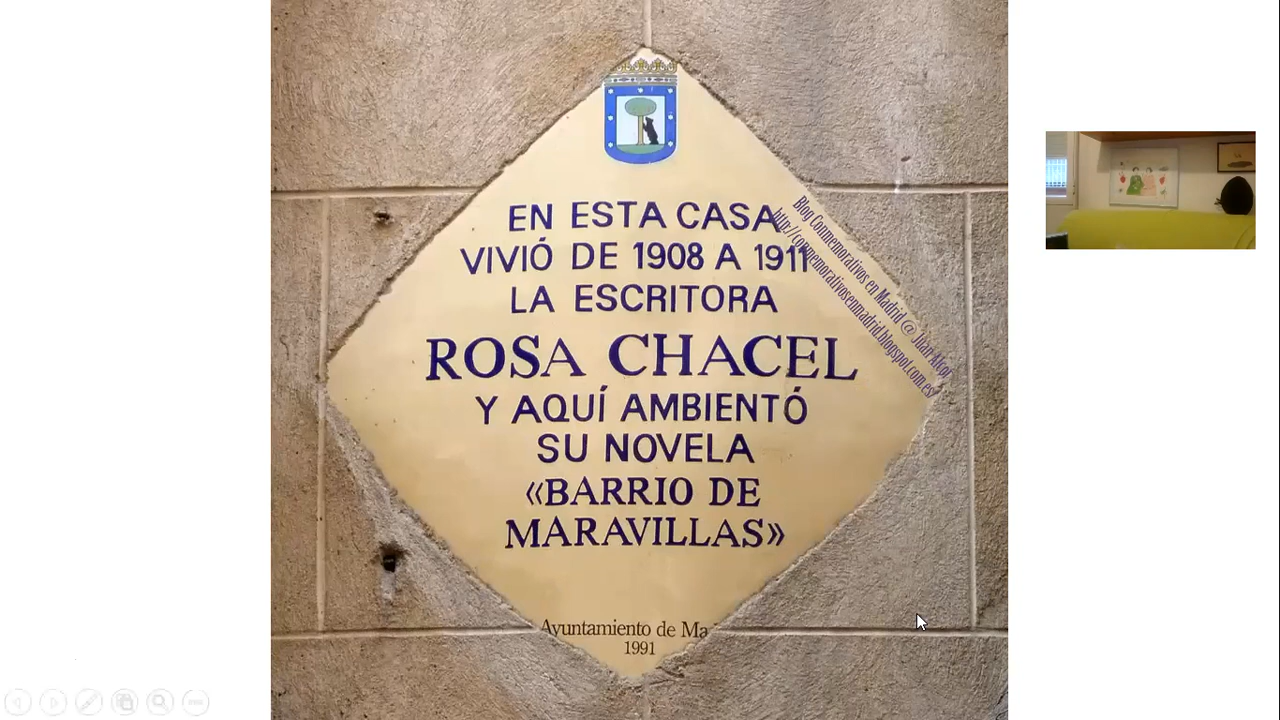 EN ESTA CASA
VIVIÓ DE 1908 A 1911
LA ESCRITORA
ROSA CHACEL
Y AQUÍ AMBIENTÓ
SU NOVELA
«BARRIO DE
MARAVILLAS»
Ayuntamiento de Ma
1991
Blog Conmemorativos en Madrid @ Juan Alcor
http://conmemorativosenmadrid.blogspot.com.es/